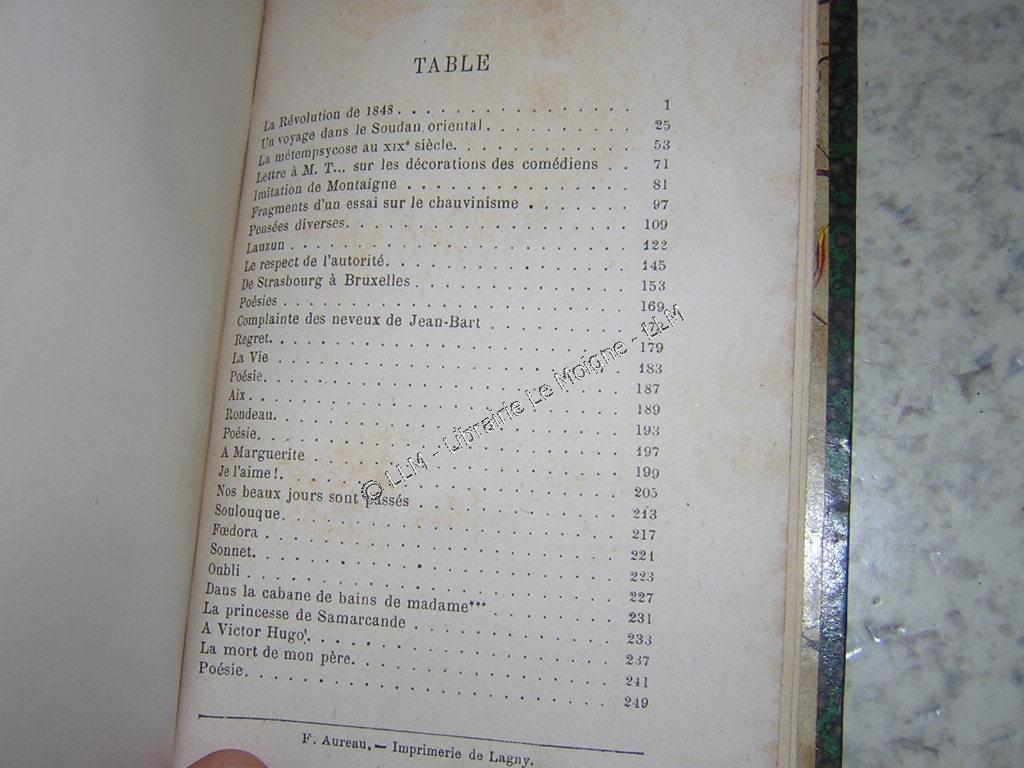 TABLE
La Révolution de 1848 . . . . . . . . . . . . . . . 1
Un voyage dans le Soudan oriental . . . . . . . . . . 25
La métempsycose au XIXe siècle. . . . . . . . . . . . 53
Lettre à M. T... sur les décorations des comédiens . . 71
Imitation de Montaigne . . . . . . . . . . . . . 81
Fragments d'un essai sur le chauvinisme . . . . . . 97
Pensées diverses. . . . . . . . . . . . . . . . 109
Lauzun . . . . . . . . . . . . . . . . . . . 122
Le respect de l'autorité. . . . . . . . . . . . . . 145
De Strasbourg à Bruxelles . . . . . . . . . . . . 153
Poésies . . . . . . . . . . . . . . . . . . . 169
Complainte des neveux de Jean-Bart . . . . . . . .
Regret. . . . . . . . . . . . . . . . . . . . 179
La Vie . . . . . . . . . . . . . . . . . . . 183
Poésie. . . . . . . . . . . . . . . . . . . . 187
Aix . . . . . . . . . . . . . . . . . . . . 189
Rondeau. . . . . . . . . . . . . . . . . . . 193
Poésie. . . . . . . . . . . . . . . . . . . . 197
A Marguerite . . . . . . . . . . . . . . . . . 199
Je l'aime !. . . . . . . . . . . . . . . . . . 205
Nos beaux jours sont passés . . . . . . . . . . . 213
Soulouque. . . . . . . . . . . . . . . . . . . 217
Fœdora . . . . . . . . . . . . . . . . . . . 221
Sonnet. . . . . . . . . . . . . . . . . . . . 223
Oubli . . . . . . . . . . . . . . . . . . . . 227
Dans la cabane de bains de madame*** . . . . . . . . 231
La princesse de Samarcande . . . . . . . . . . . . 233
A Victor Hugo!. . . . . . . . . . . . . . . . . 237
La mort de mon père. . . . . . . . . . . . . . . 241
Poésie. . . . . . . . . . . . . . . . . . . . 249
F. Aureau, — Imprimerie de Lagny.
© LLM - Librairie Le Moigne - LLM